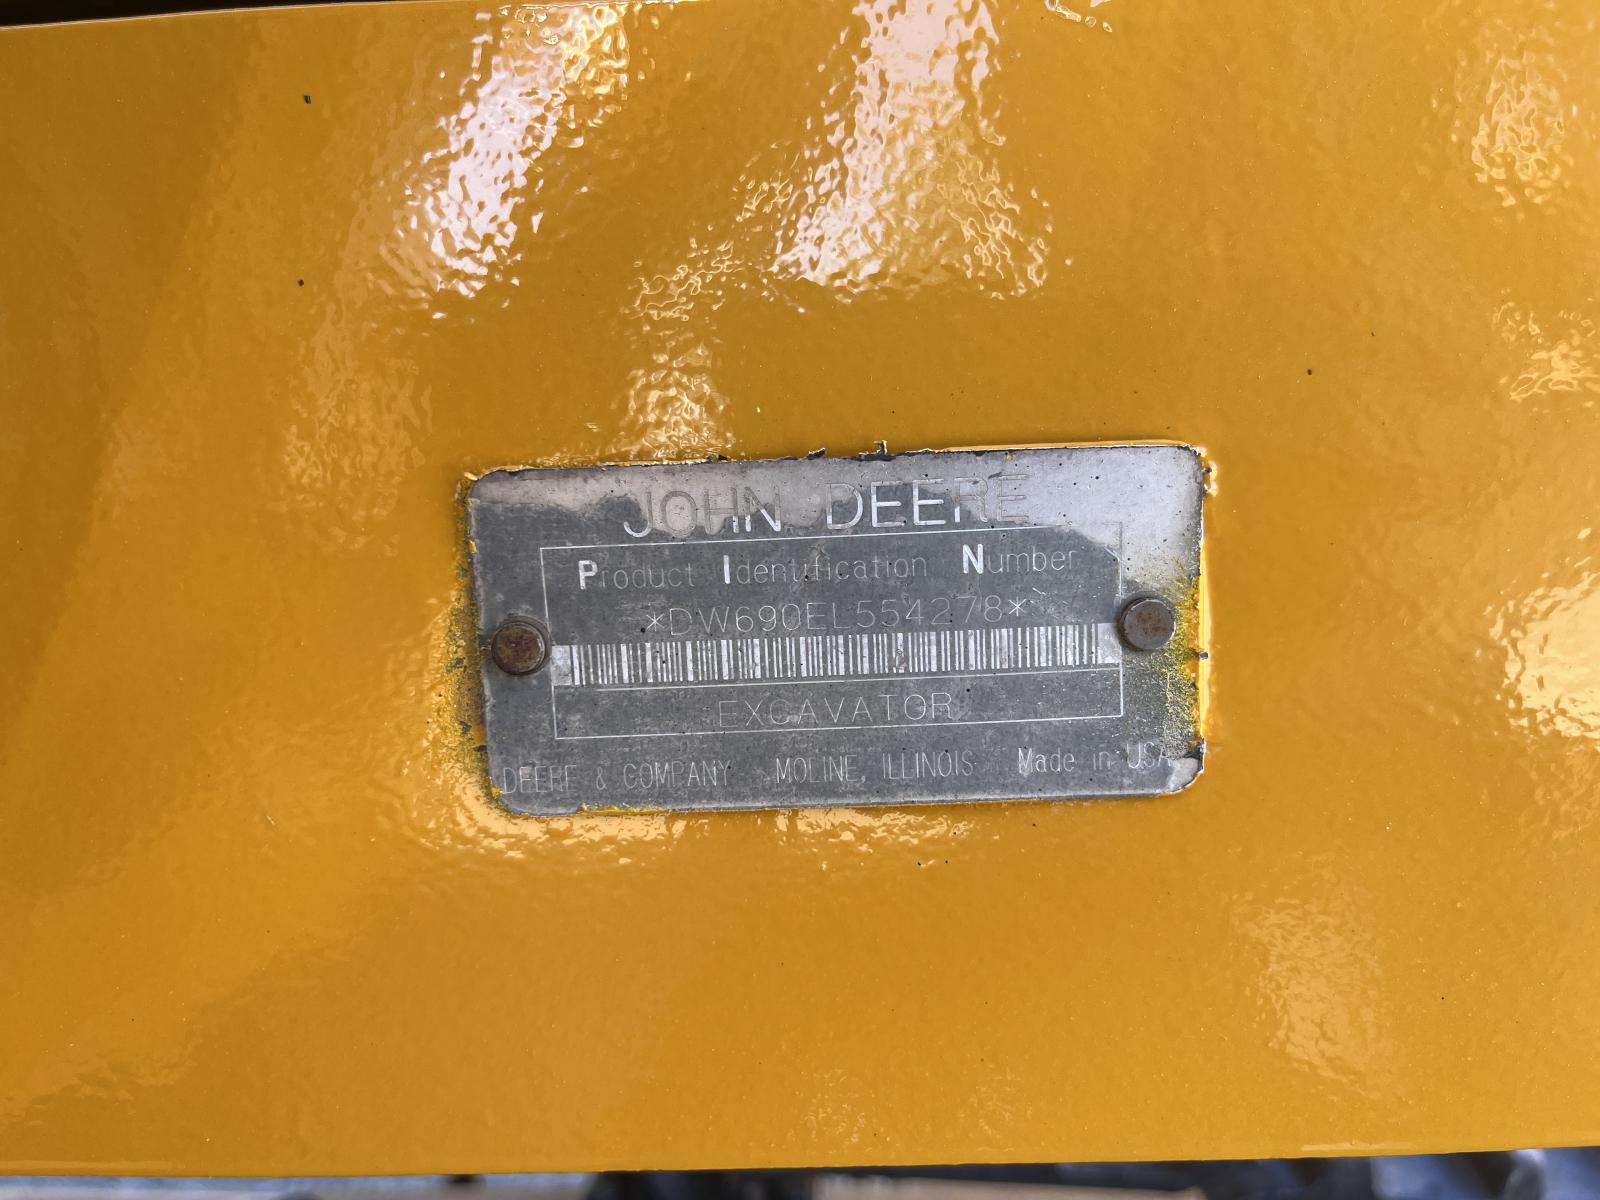 JOHN DEERE
Product Identification Number
*DW690EL554278*
EXCAVATOR
DEERE & COMPANY MOLINE, ILLINOIS Made in USA